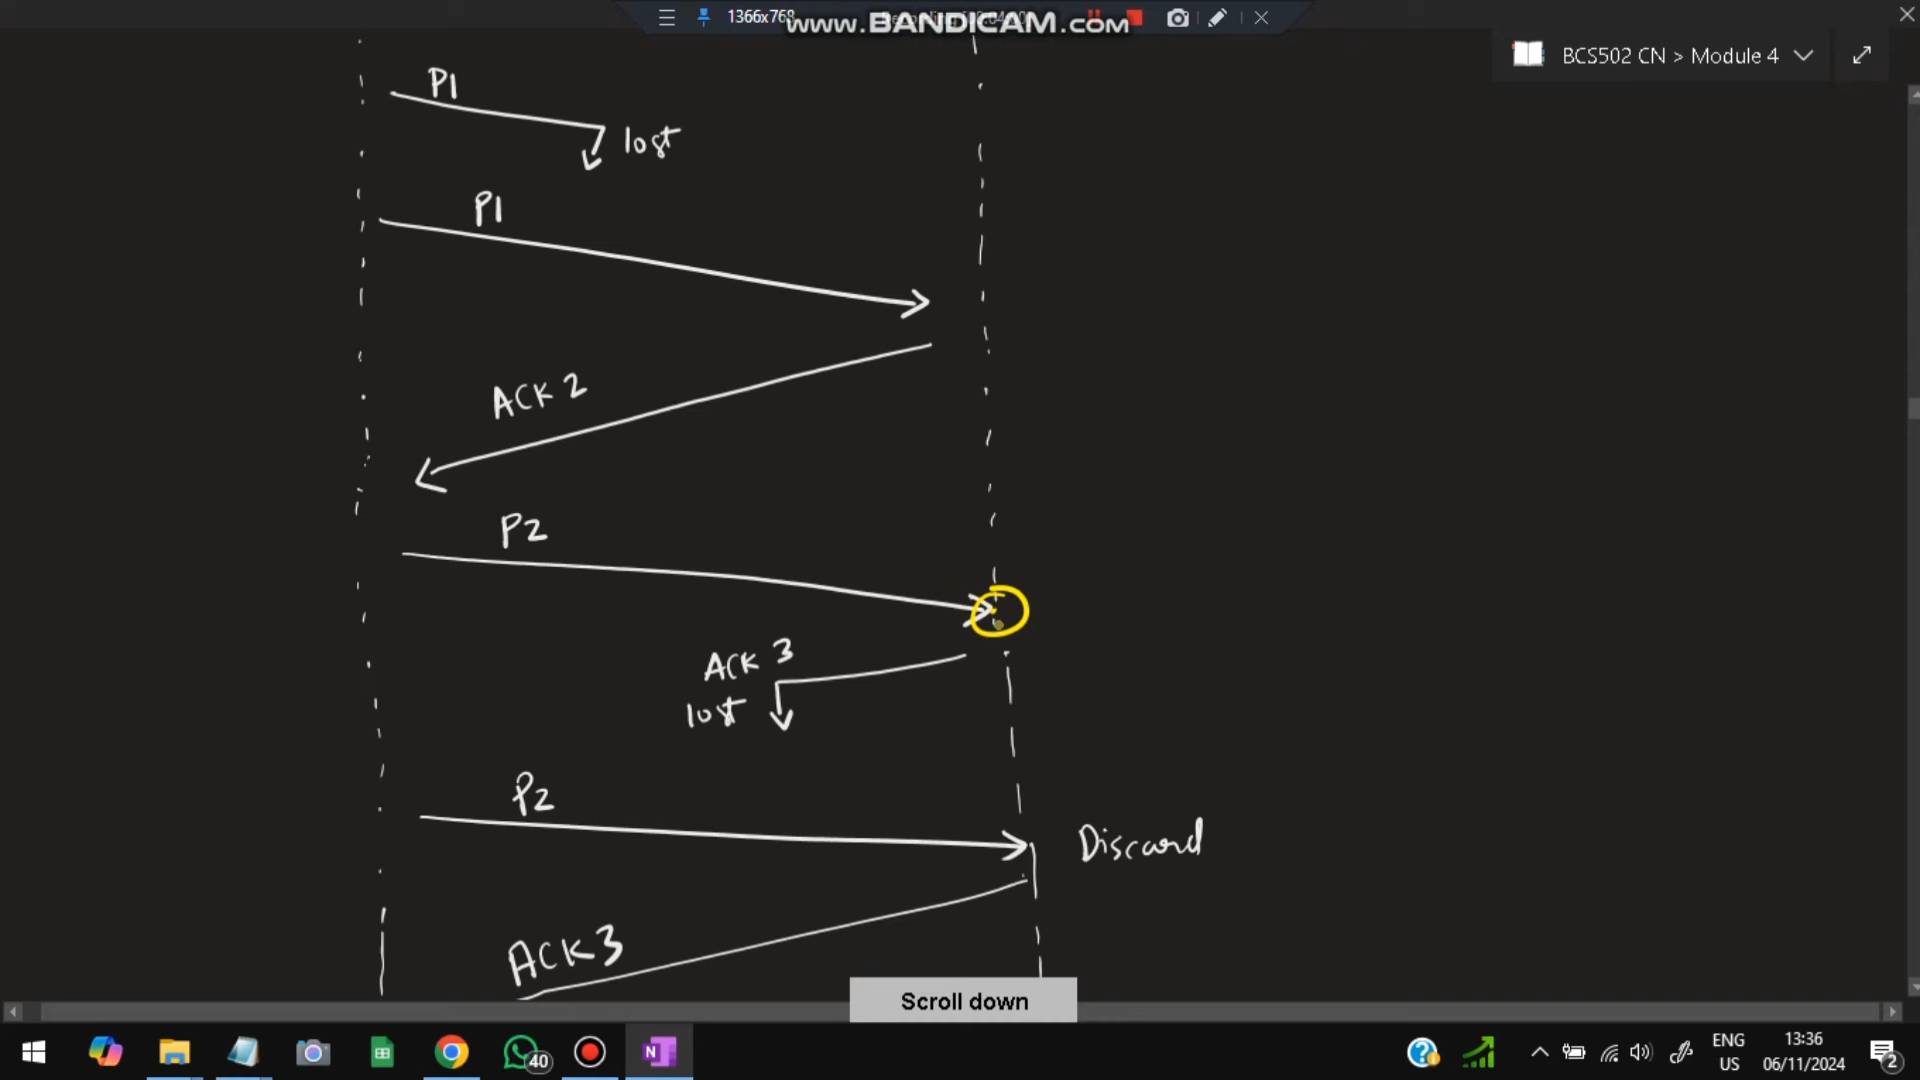 1366x768
www.BANDICAM.com
BCS502 CN > Module 4
P1
lost
P1
ACK 2
P2
ACK 3
lost
P2
Discard
ACK3
Scroll down
40
N
ENG
US
13:36
06/11/2024
2